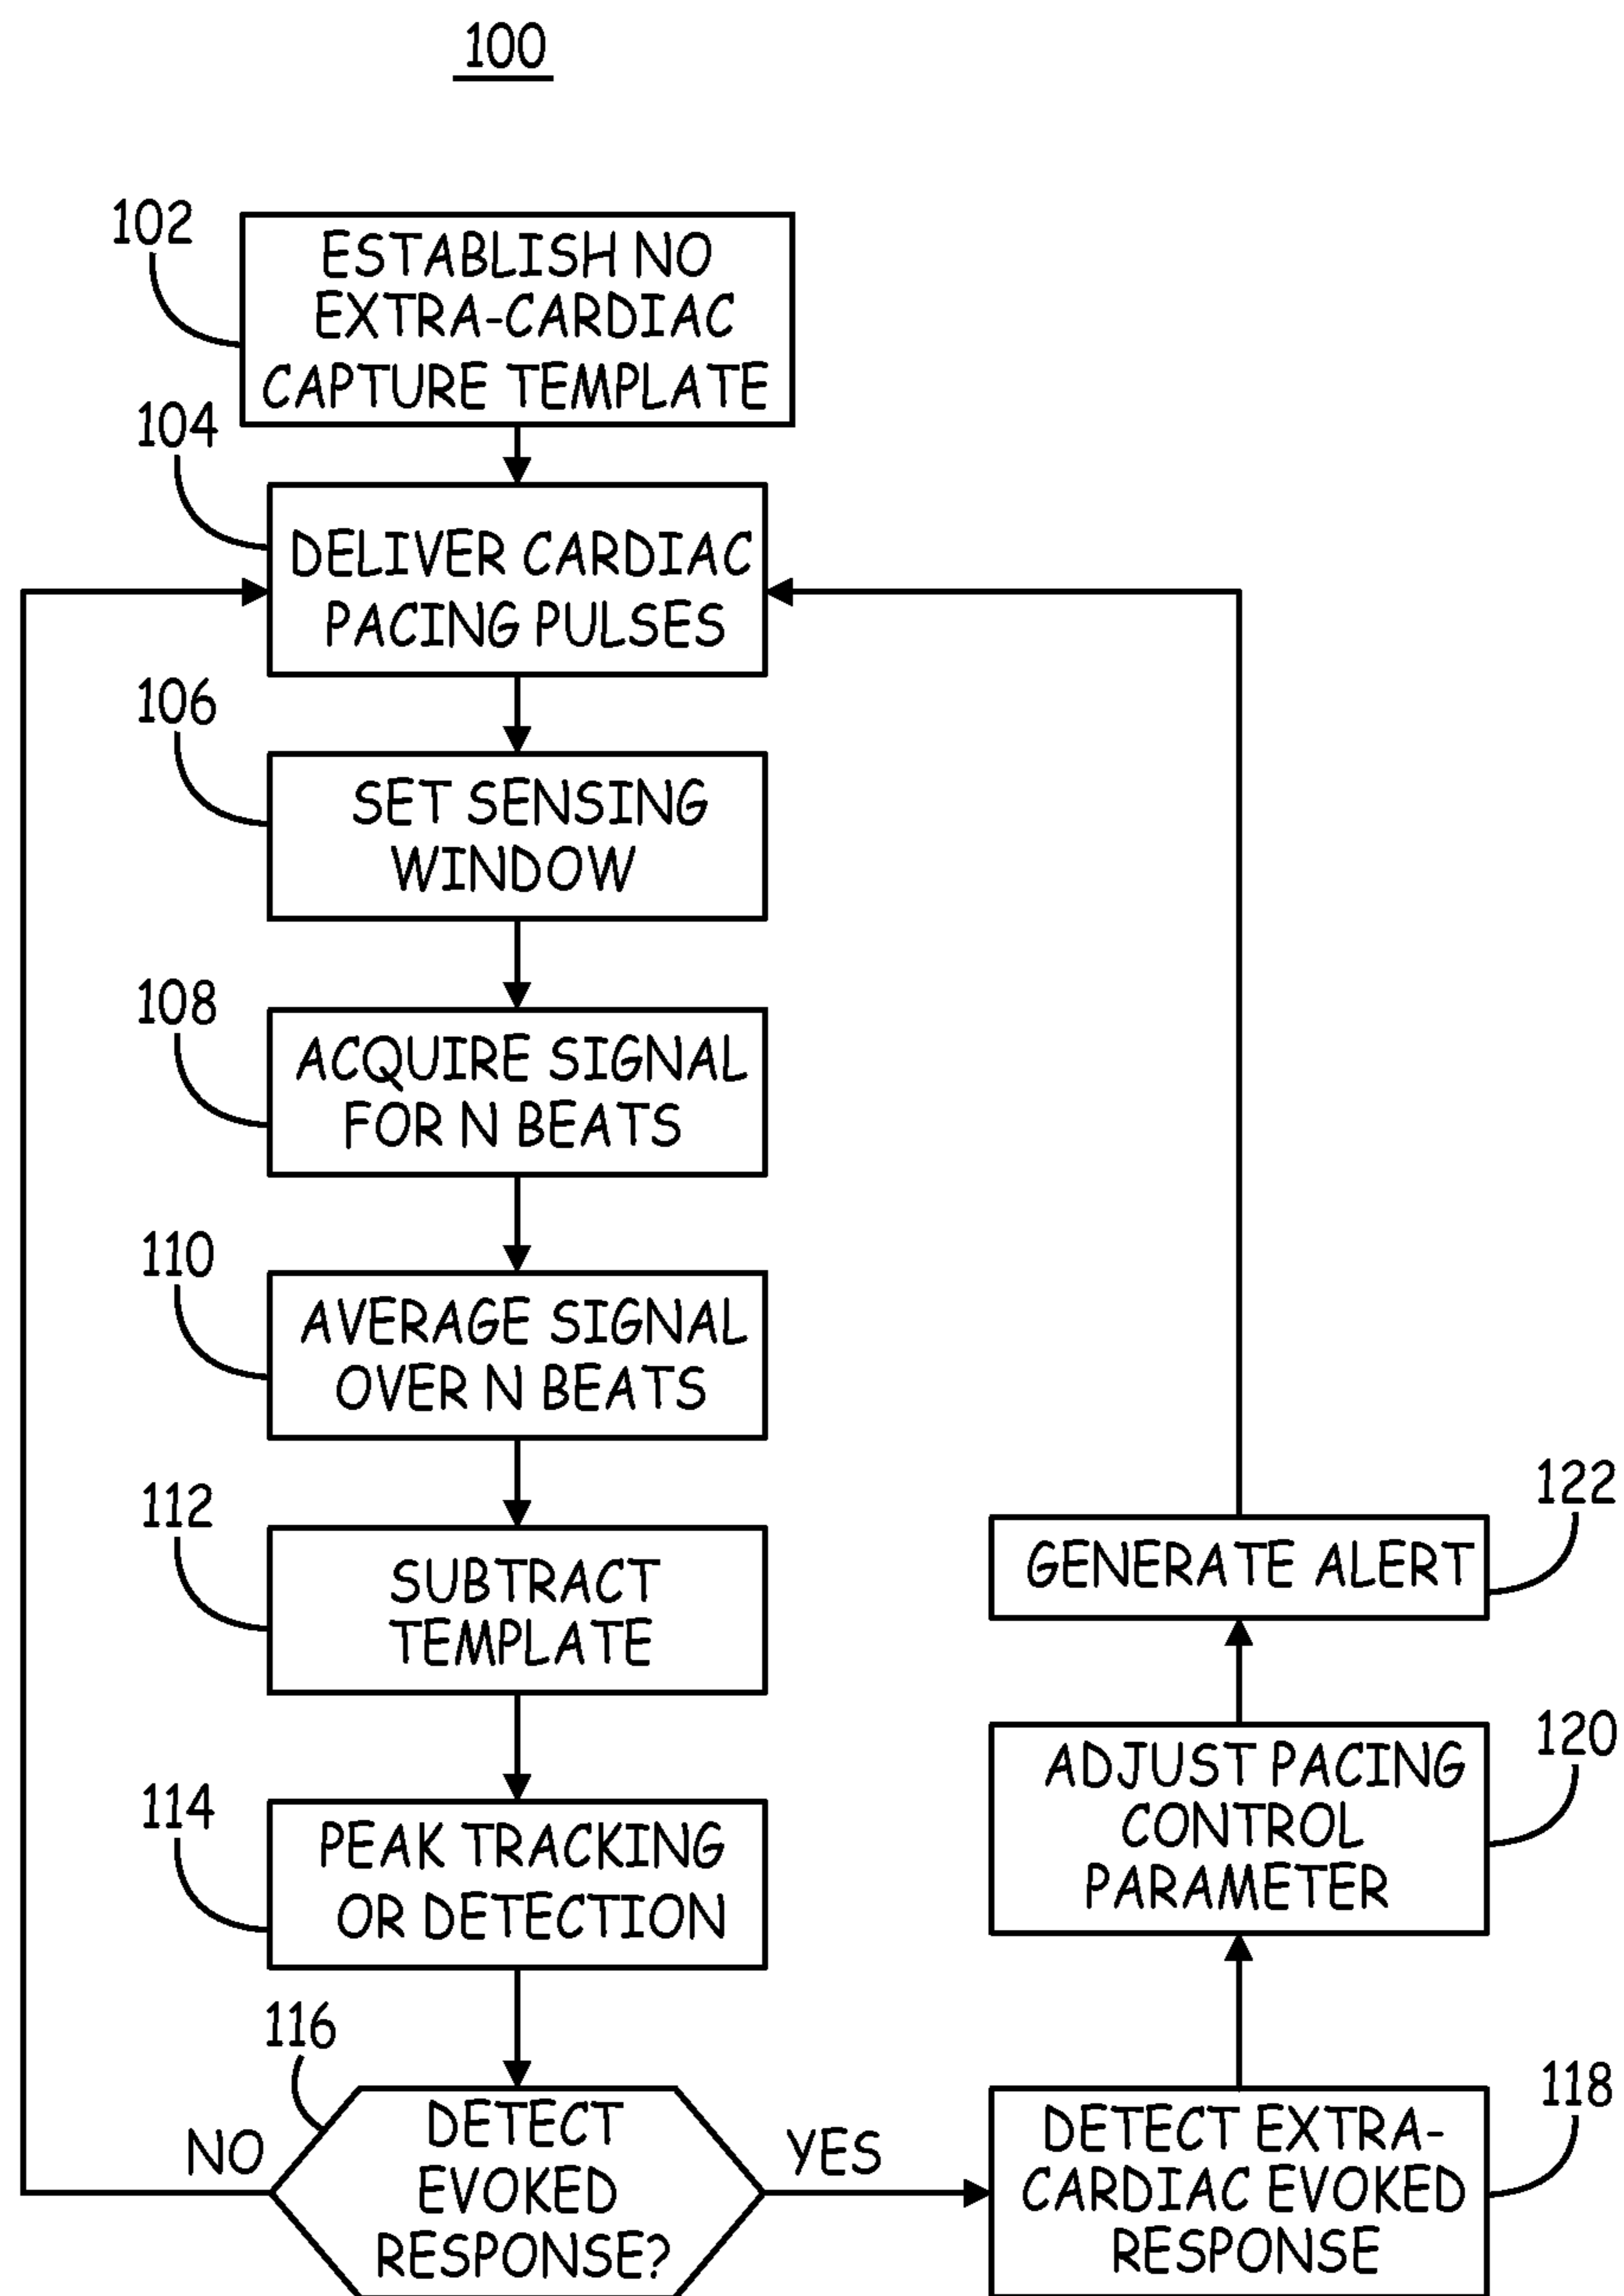 100
102
ESTABLISH NO
EXTRA-CARDIAC
CAPTURE TEMPLATE
104
DELIVER CARDIAC
PACING PULSES
106
SET SENSING
WINDOW
108
ACQUIRE SIGNAL
FOR N BEATS
110
AVERAGE SIGNAL
OVER N BEATS
112
SUBTRACT
TEMPLATE
114
PEAK TRACKING
OR DETECTION
116
DETECT
EVOKED
RESPONSE?
NO
YES
118
DETECT EXTRA-
CARDIAC EVOKED
RESPONSE
120
ADJUST PACING
CONTROL
PARAMETER
122
GENERATE ALERT